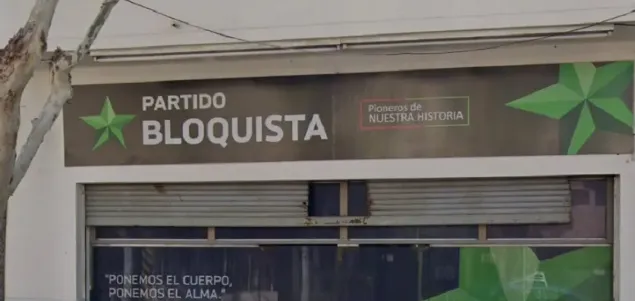 PARTIDO
BLOQUISTA
Pioneros de
NUESTRA HISTORIA
"PONEMOS EL CUERPO,
PONEMOS EL ALMA."